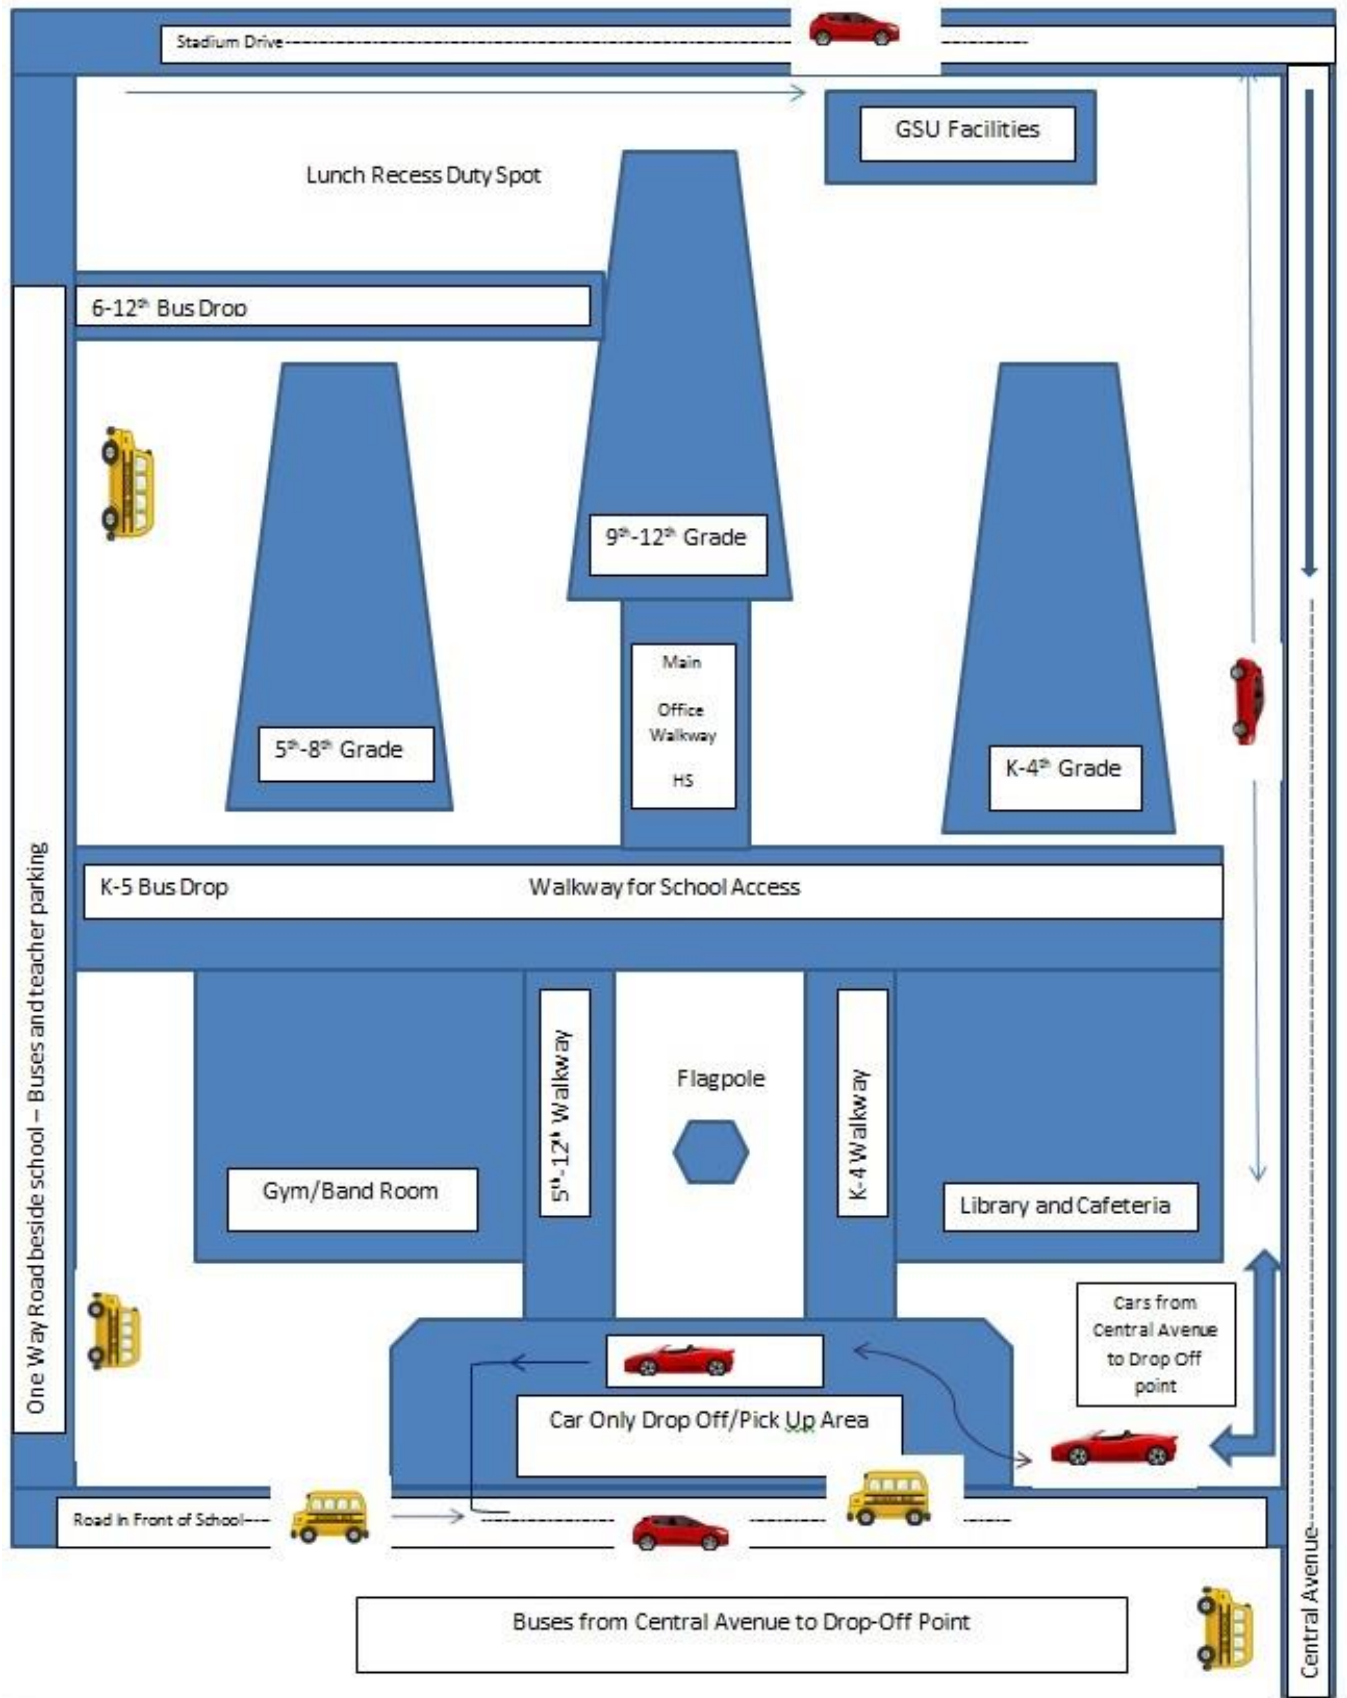 Stadium Drive
GSU Facilities
Lunch Recess Duty Spot
6-12th Bus Drop
9th-12th Grade
Main
Office
Walkway
HS
5th-8th Grade
K-4th Grade
K-5 Bus Drop
Walkway for School Access
One Way Road beside school – Buses and teacher parking
5th-12th Walkway
Flagpole
K-4 Walkway
Gym/Band Room
Library and Cafeteria
Cars from
Central Avenue
to Drop Off
point
Car Only Drop Off/Pick Up Area
Road In Front of School
Central Avenue
Buses from Central Avenue to Drop-Off Point